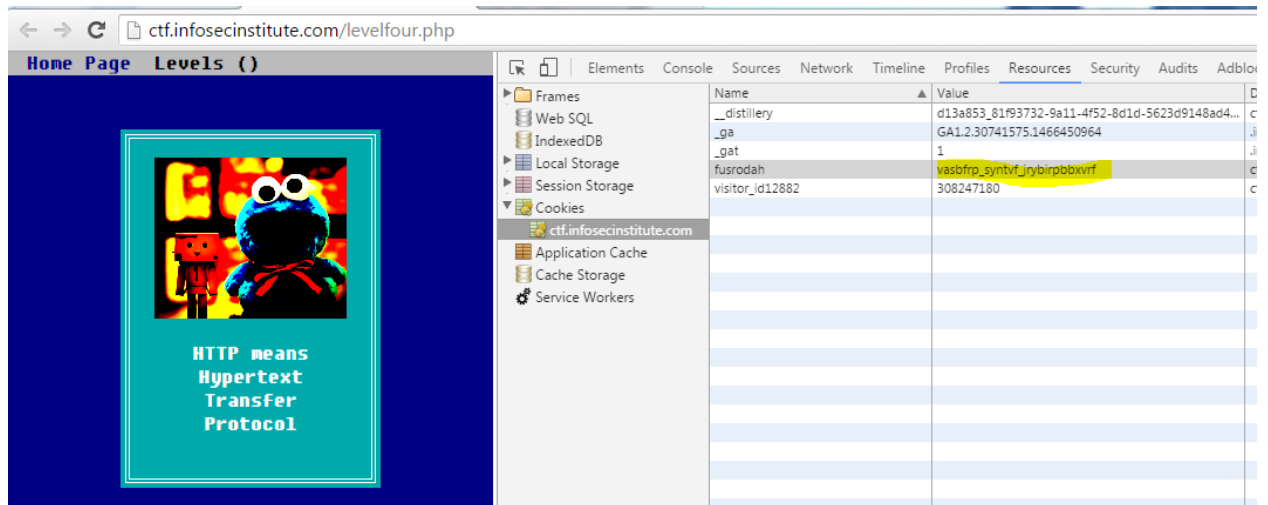 ctf.infosecinstitute.com/levelfour.php
Home Page Levels ()
Elements Console Sources Network Timeline Profiles Resources Security Audits Adblo
Frames
Web SQL
IndexedDB
Local Storage
Session Storage
Cookies
ctf.infosecinstitute.com
Application Cache
Cache Storage
Service Workers
Name Value D
__distillery d13a853_81f93732-9a11-4f52-8d1d-5623d9148ad4... c
_ga GA1.2.30741575.1466450964 .i
_gat 1 .i
fusrodah vasbfrp_syntvf_jrybirpbbxvrf c
visitor_id12882 308247180 c
HTTP means
Hypertext
Transfer
Protocol